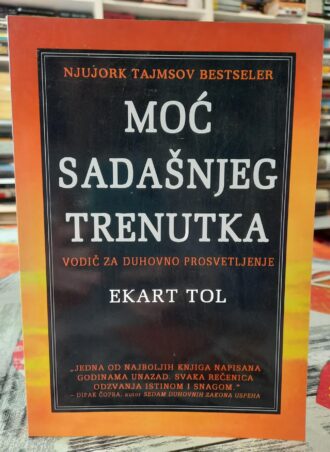 NJUJORK TAJMSOV BESTSELER
MOĆ
SADAŠNJEG
TRENUTKA
VODIČ ZA DUHOVNO PROSVETLJENJE
EKART TOL
„JEDNA OD NAJBOLJIH KNJIGA NAPISANA
GODINAMA UNAZAD. SVAKA REČENICA
ODZVANJA ISTINOM I SNAGOM.“
– DIPAK ČOPRA, autor SEDAM DUHOVNIH ZAKONA USPEHA